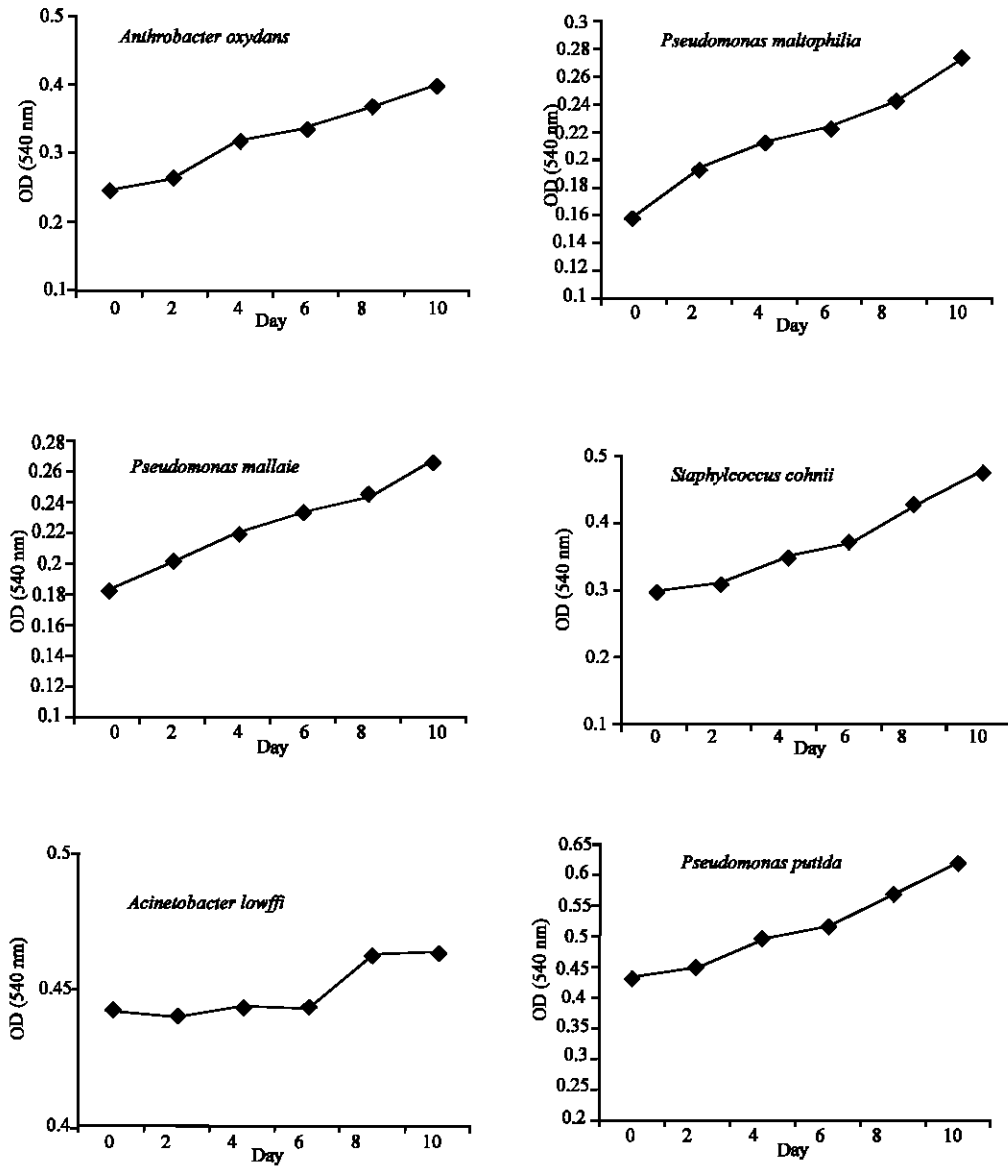 Anthrobacter oxydans
OD (540 nm)
0.5
0.4
0.3
0.2
0.1
0 2 4 6 8 10
Day
Pseudomonas maltophilia
OD (540 nm)
0.3
0.28
0.26
0.24
0.22
0.2
0.18
0.16
0.14
0.12
0.1
0 2 4 6 8 10
Day
Pseudomonas mallaie
OD (540 nm)
0.28
0.26
0.24
0.22
0.2
0.18
0.16
0.14
0.12
0.1
0 2 4 6 8 10
Day
Siaphylcoccus cohnii
OD (540 nm)
0.5
0.4
0.3
0.2
0.1
0 2 4 6 8 10
Day
Acinetobacter lowffi
OD (540 nm)
0.5
0.45
0.4
0 2 4 6 8 10
Day
Pseudomonas putida
OD (540 nm)
0.65
0.6
0.55
0.5
0.45
0.4
0.35
0.3
0.25
0.2
0 2 4 6 8 10
Day